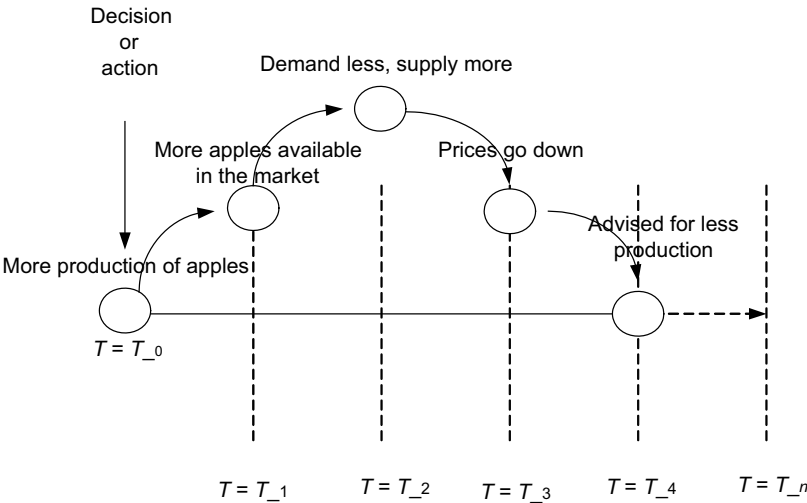 Decision
or
action
Demand less, supply more
More apples available
in the market
Prices go down
Advised for less
production
More production of apples
T = T_0
T = T_1
T = T_2
T = T_3
T = T_4
T = T_n